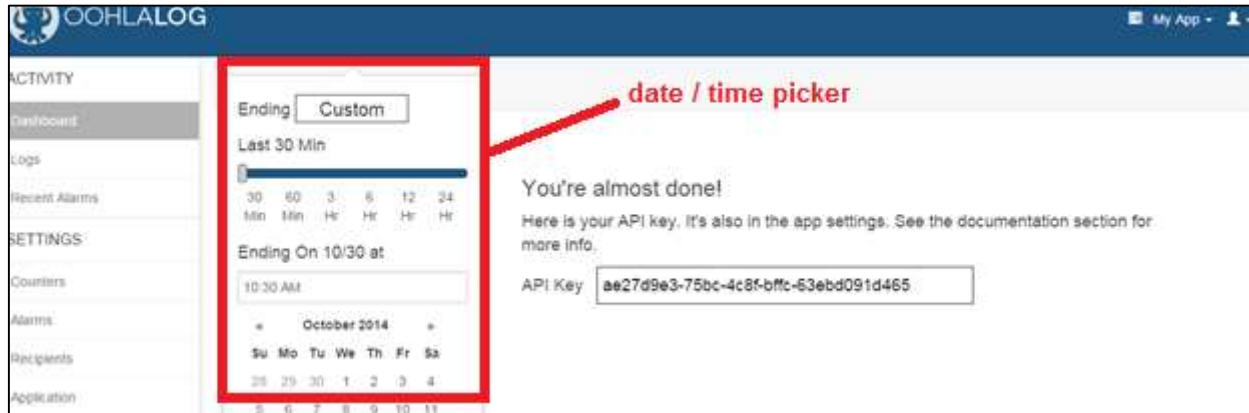 OOHLALOG
My App
ACTIVITY
Dashboard
Logs
Recent Alarms
SETTINGS
Counters
Alarms
Recipients
Application
Ending Custom
Last 30 Min
30 60 3 6 12 24
Min Min Hr Hr Hr Hr
Ending On 10/30 at
10:30 AM
« October 2014 »
Su Mo Tu We Th Fr Sa
28 29 30 1 2 3 4
5 6 7 8 9 10 11
date / time picker
You're almost done!
Here is your API key. It's also in the app settings. See the documentation section for
more info.
API Key ae27d9e3-75bc-4c8f-bffc-63ebd091d465